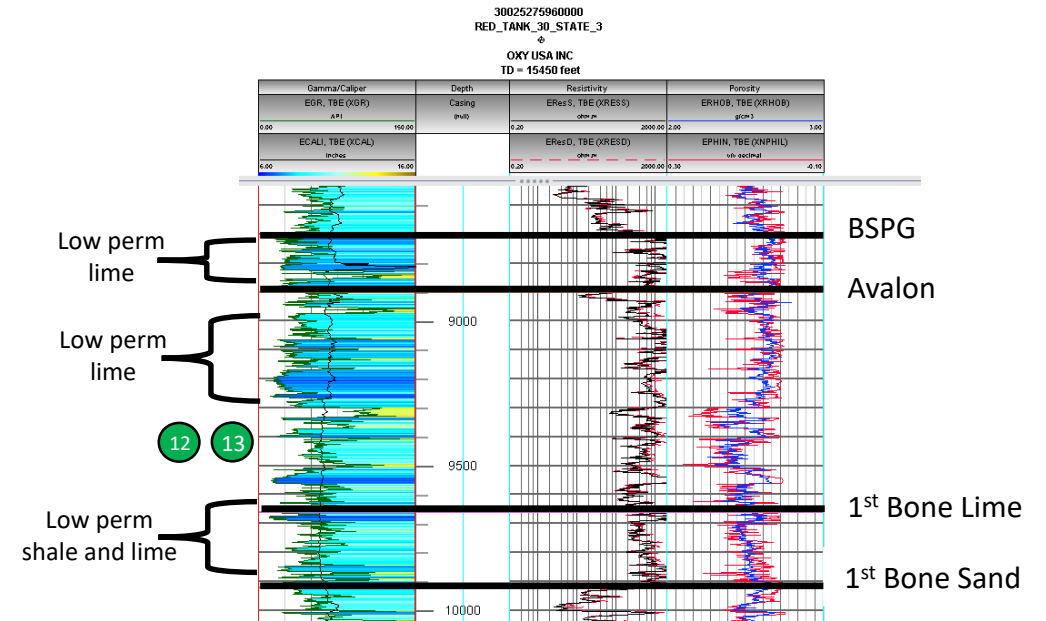 30025275960000
RED_TANK_30_STATE_3
OXY USA INC
TD = 15450 feet
Gamma/Caliper Depth Resistivity Porosity
EGR, TBE (XGR) Casing EResS, TBE (XRESS) ERHOB, TBE (XRHOB)
API (null) ohm.m g/cm3
0.00 150.00 0.20 2000.00 2.00 3.00
ECALI, TBE (XCAL) EResD, TBE (XRESD) EPHIN, TBE (XNPHIL)
Inches ohm.m v/v decimal
6.00 16.00 0.20 2000.00 0.30 -0.10
BSPG
Low perm
lime
Avalon
9000
Low perm
lime
12 13
9500
1st Bone Lime
Low perm
shale and lime
1st Bone Sand
10000